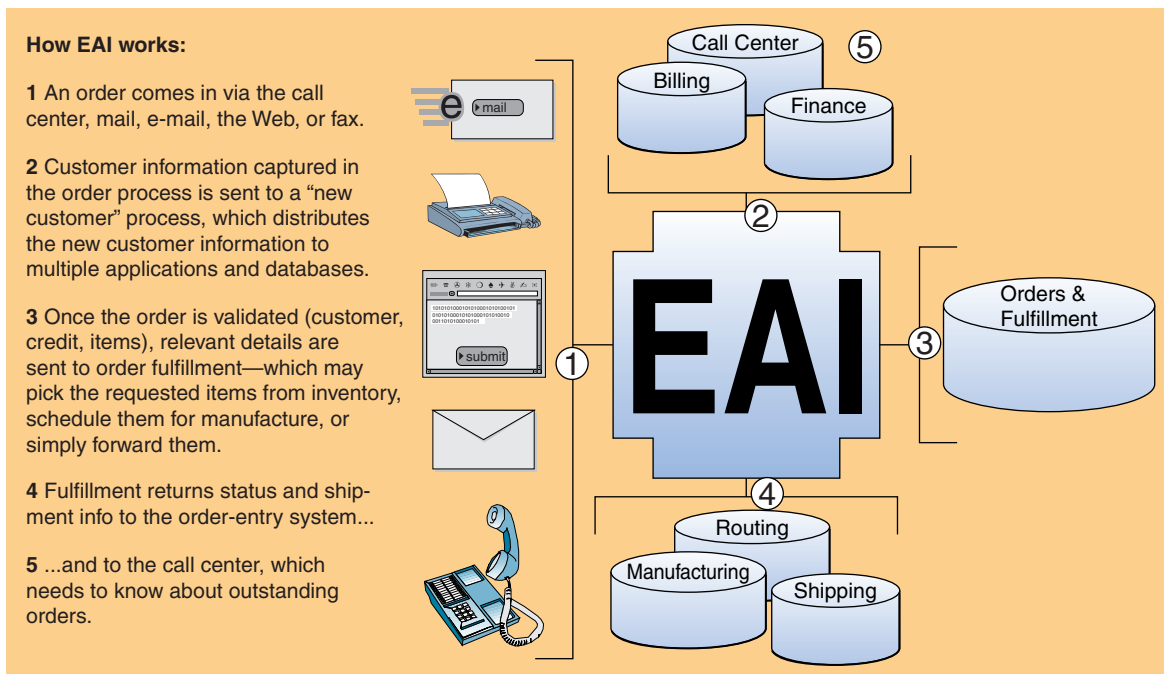 How EAI works:
1 An order comes in via the call
center, mail, e-mail, the Web, or fax.
2 Customer information captured in
the order process is sent to a “new
customer” process, which distributes
the new customer information to
multiple applications and databases.
3 Once the order is validated (customer,
credit, items), relevant details are
sent to order fulfillment—which may
pick the requested items from inventory,
schedule them for manufacture, or
simply forward them.
4 Fulfillment returns status and ship-
ment info to the order-entry system...
5 ...and to the call center, which
needs to know about outstanding
orders.
e
mail
submit
1
Call Center
5
Billing
Finance
2
EAI
3
Orders &
Fulfillment
4
Routing
Manufacturing
Shipping